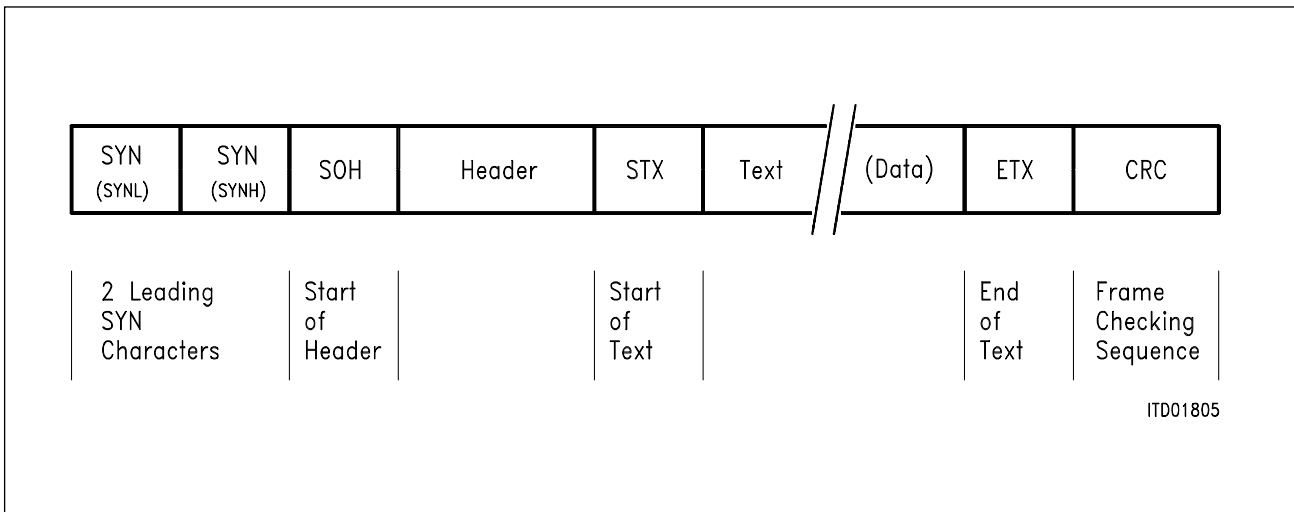 SYN SYN SOH Header STX Text (Data) ETX CRC
(SYNL) (SYNH)
2 Leading Start Start End Frame
SYN of of of Checking
Characters Header Text Text Sequence
ITD01805